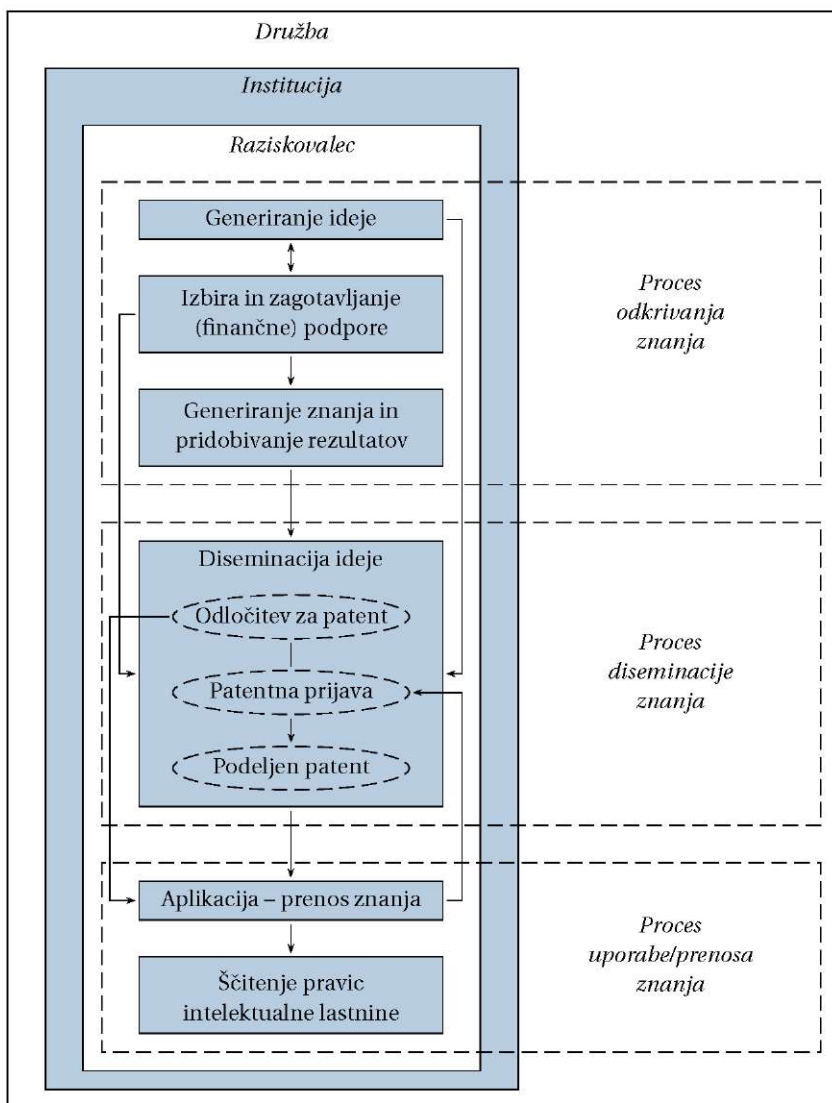 Družba
Institucija
Raziskovalec
Generiranje ideje
Izbira in zagotavljanje
(finančne) podpore
Generiranje znanja in
pridobivanje rezultatov
Proces
odkrivanja
znanja
Diseminacija ideje
Odločitev za patent
Patentna prijava
Podeljen patent
Proces
diseminacije
znanja
Aplikacija – prenos znanja
Ščitenje pravic
intelektualne lastnine
Proces
uporabe/prenosa
znanja